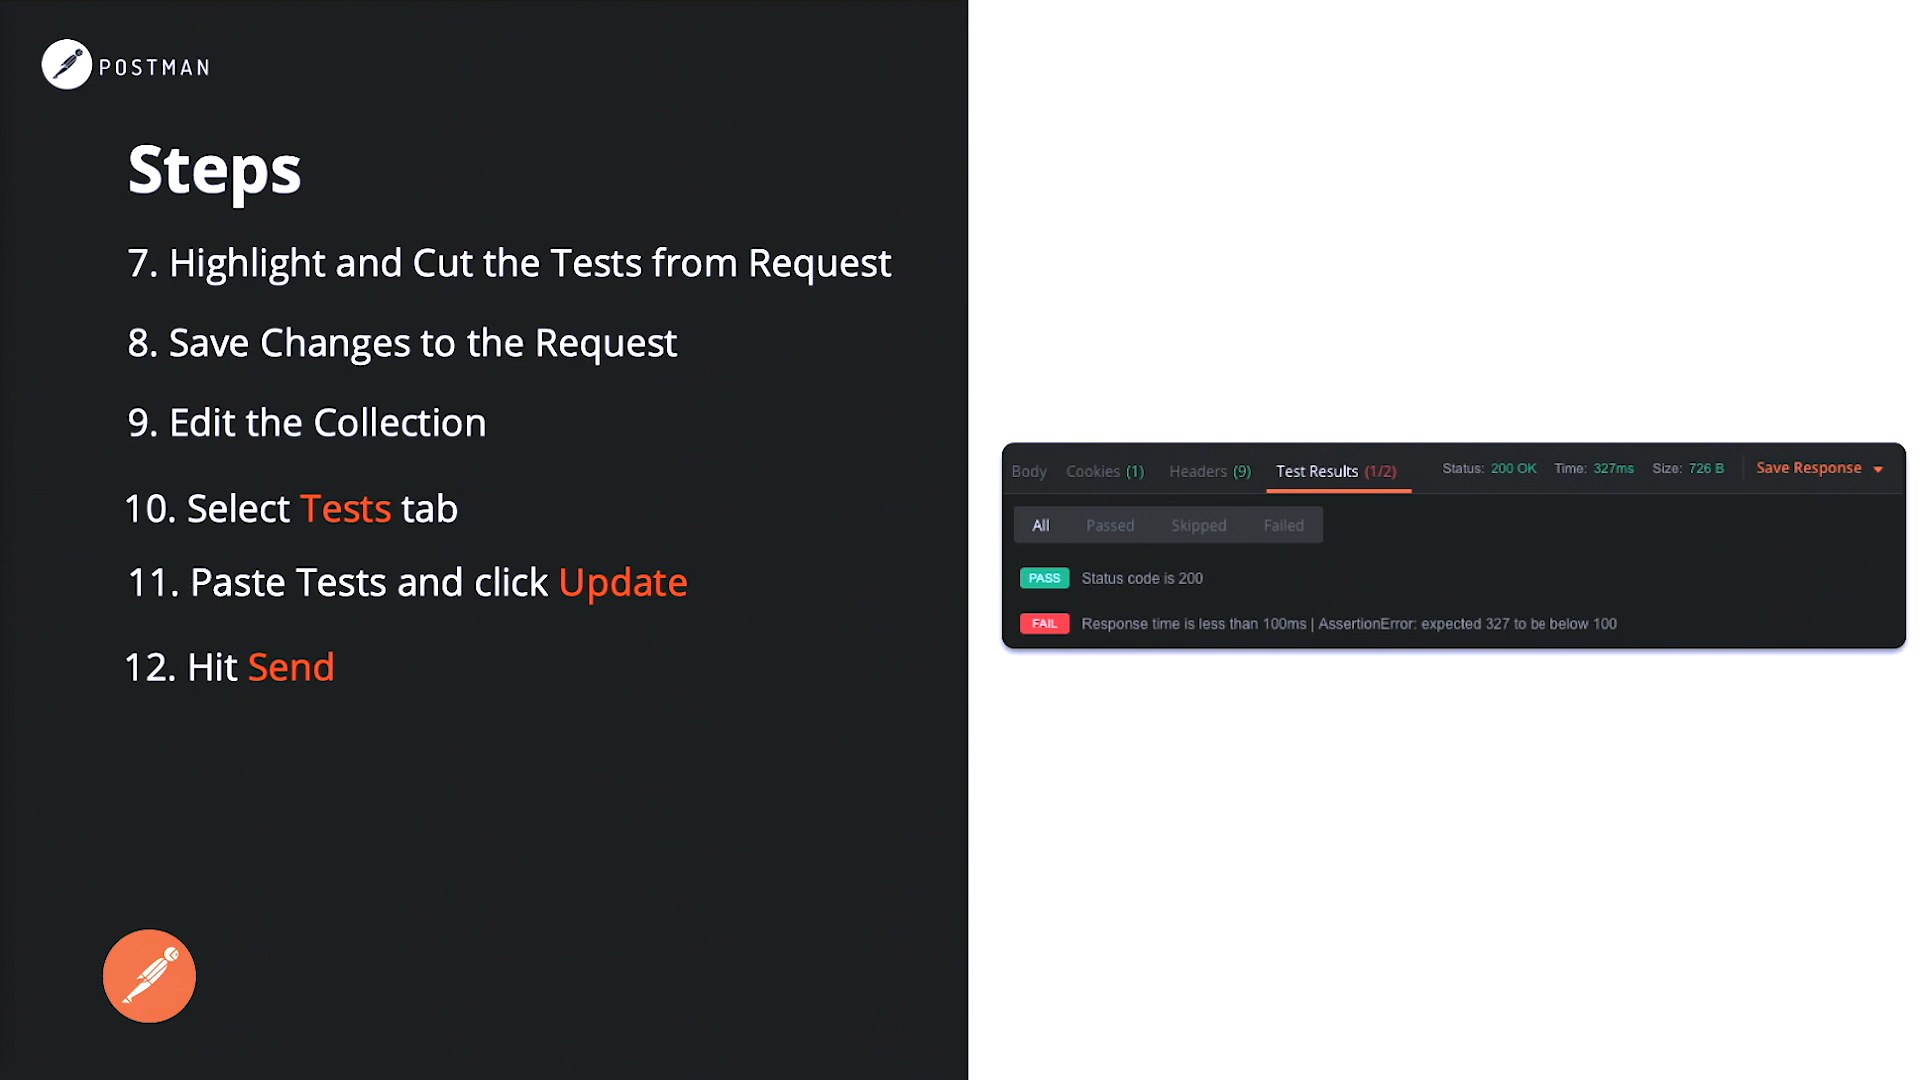 POSTMAN
Steps
7. Highlight and Cut the Tests from Request
8. Save Changes to the Request
9. Edit the Collection
10. Select Tests tab
11. Paste Tests and click Update
12. Hit Send
Body Cookies (1) Headers (9) Test Results (1/2) Status: 200 OK Time: 327ms Size: 726 B Save Response
All Passed Skipped Failed
PASS Status code is 200
FAIL Response time is less than 100ms | AssertionError: expected 327 to be below 100